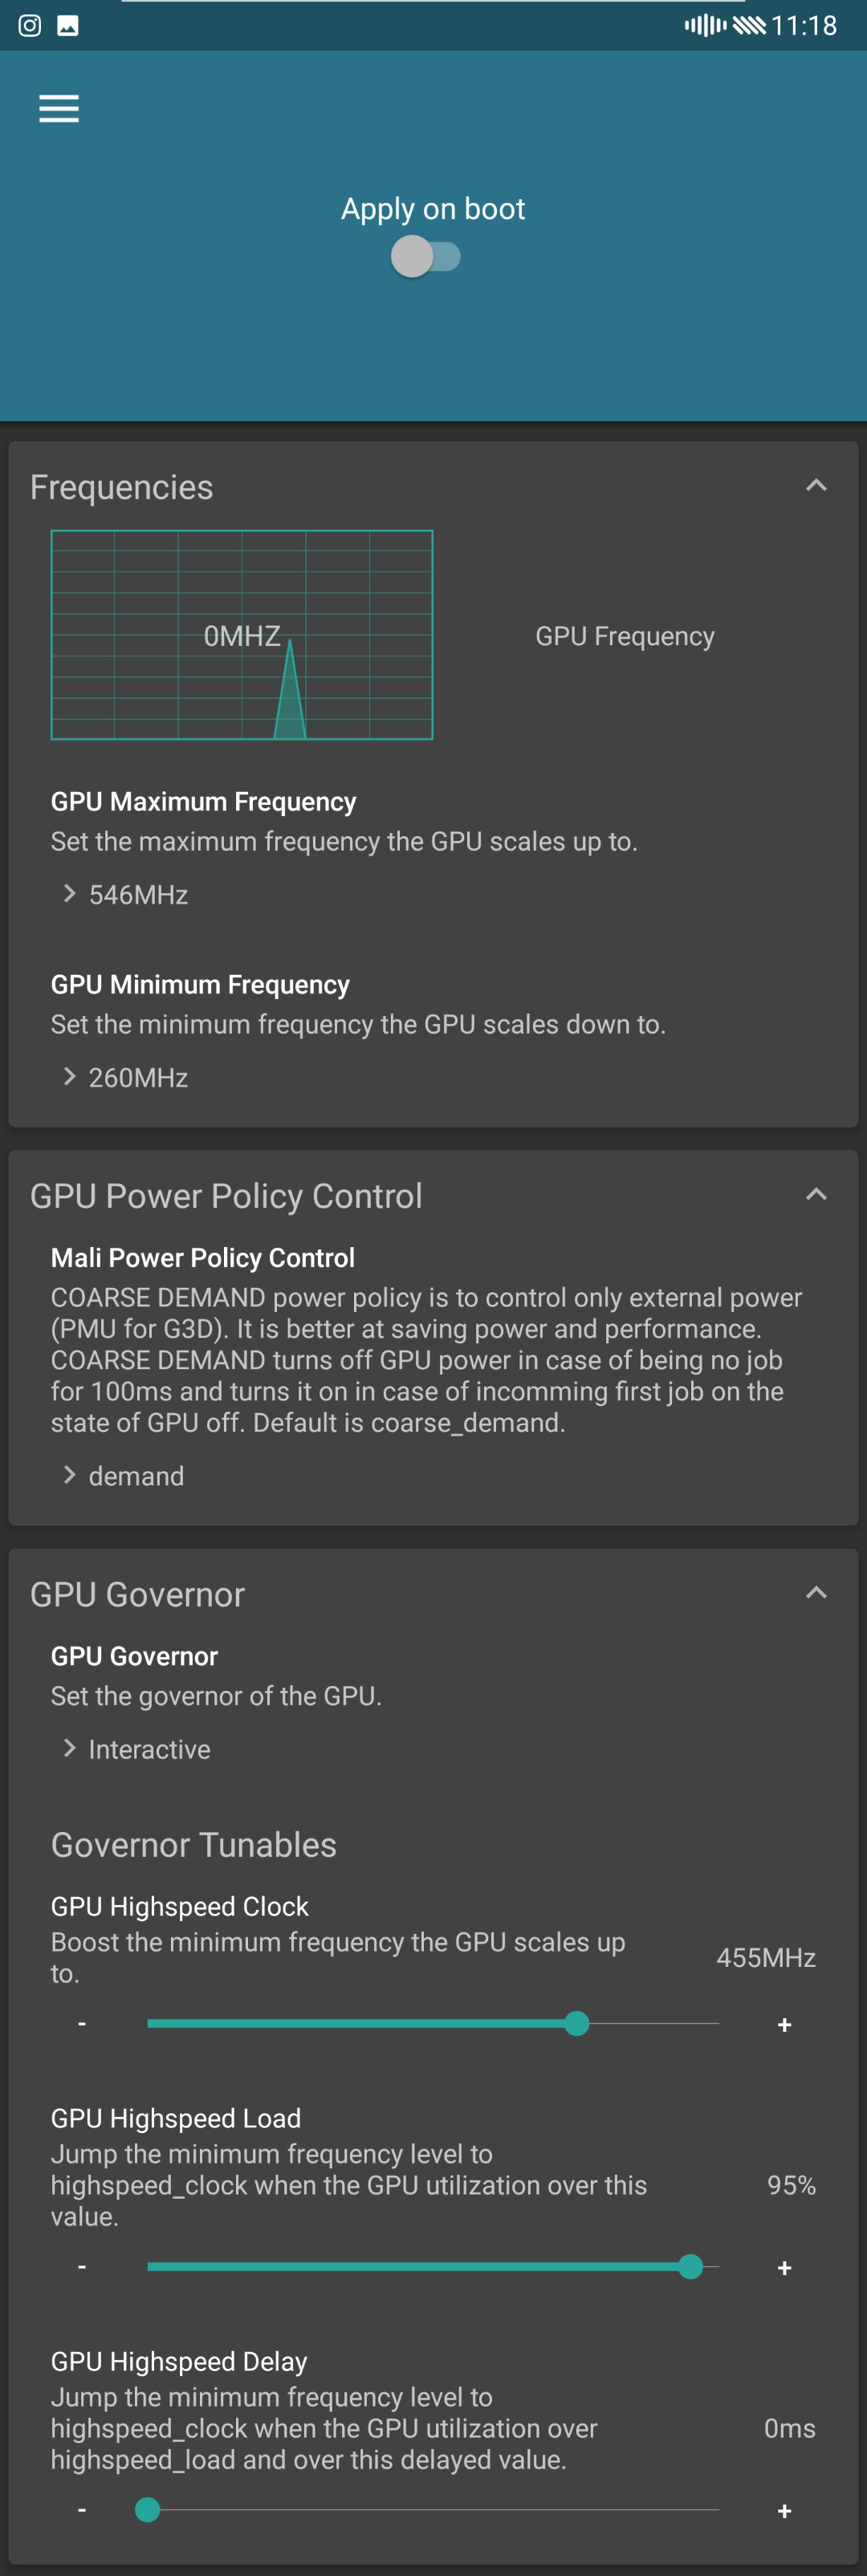 11:18
Apply on boot
Frequencies
0MHZ
GPU Frequency
GPU Maximum Frequency
Set the maximum frequency the GPU scales up to.
546MHz
GPU Minimum Frequency
Set the minimum frequency the GPU scales down to.
260MHz
GPU Power Policy Control
Mali Power Policy Control
COARSE DEMAND power policy is to control only external power
(PMU for G3D). It is better at saving power and performance.
COARSE DEMAND turns off GPU power in case of being no job
for 100ms and turns it on in case of incomming first job on the
state of GPU off. Default is coarse_demand.
demand
GPU Governor
GPU Governor
Set the governor of the GPU.
Interactive
Governor Tunables
GPU Highspeed Clock
Boost the minimum frequency the GPU scales up
to.
455MHz
- +
GPU Highspeed Load
Jump the minimum frequency level to
highspeed_clock when the GPU utilization over this
value.
95%
- +
GPU Highspeed Delay
Jump the minimum frequency level to
highspeed_clock when the GPU utilization over
highspeed_load and over this delayed value.
0ms
- +